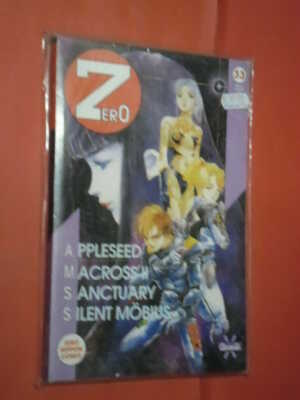 ZERO
33
APPLESEED
MACROSS II
SANCTUARY
SILENT MÖBIUS